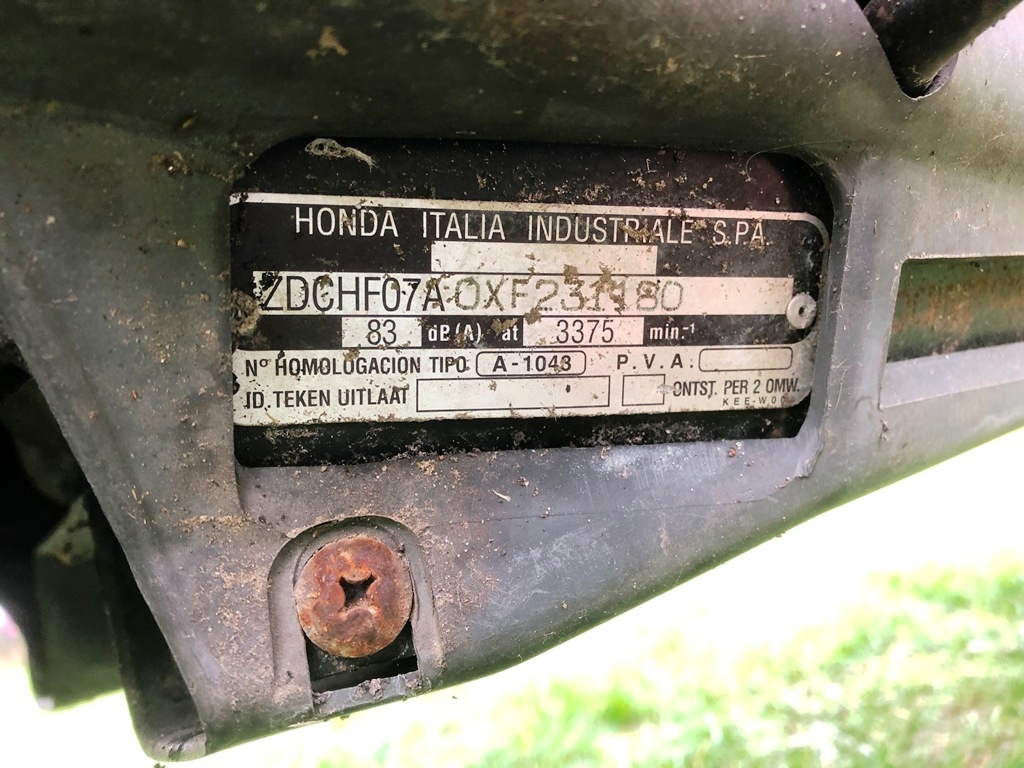 HONDA ITALIA INDUSTRIALE S.P.A.
ZDCHF07A0XF231180
83 dB (A) at 3375 min.-¹
Nº HOMOLOGACION TIPO A-1043 P.V.A.
ID. TEKEN UITLAAT ONTST. PER 2 OMW.